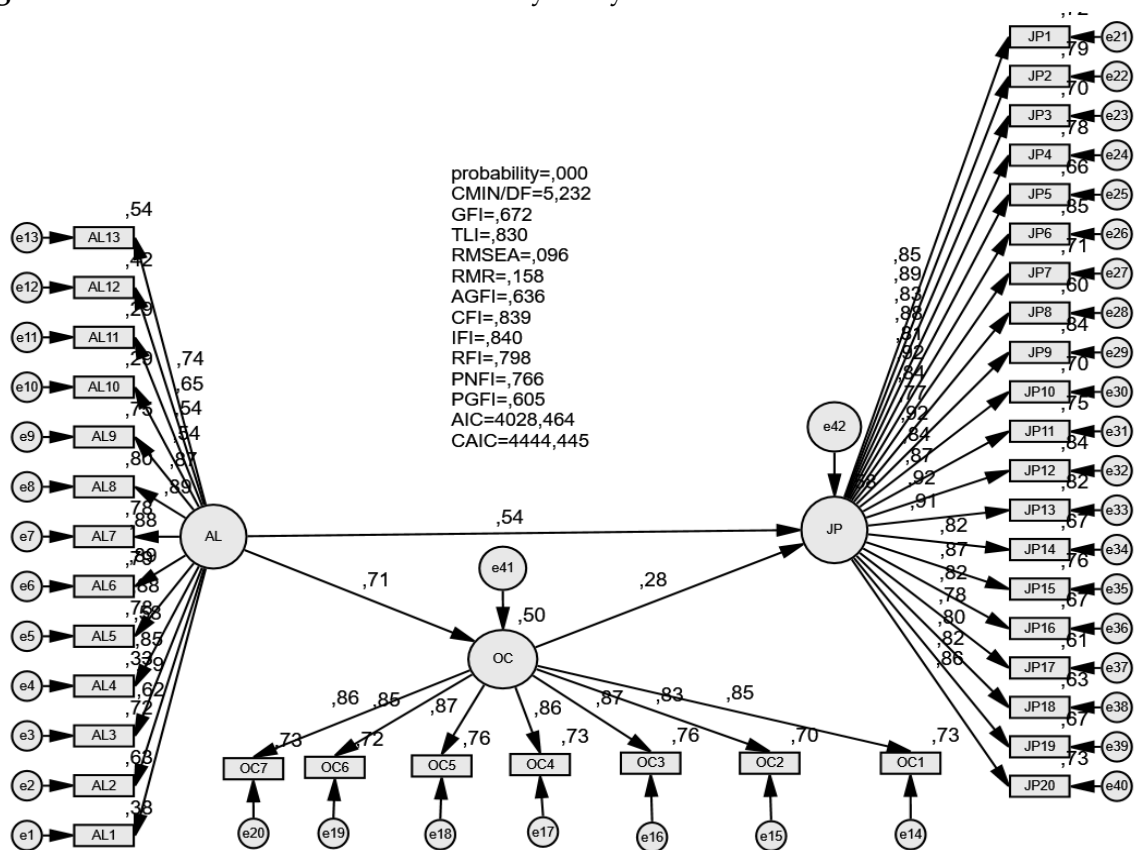 probability=,000
CMIN/DF=5,232
GFI=,672
TLI=,830
RMSEA=,096
RMR=,158
AGFI=,636
CFI=,839
IFI=,840
RFI=,798
PNFI=,766
PGFI=,605
AIC=4028,464
CAIC=4444,445
,54
e13 AL13
,42
e12 AL12
,29
e11 AL11
,29
e10 AL10
,75
e9 AL9
,80
e8 AL8
,78
e7 AL7
,79
e6 AL6
,78
e5 AL5
,33
e4 AL4
,72
e3 AL3
,63
e2 AL2
,38
e1 AL1
,74
,65
,54
,54
,87
,89
,88
,89
,88
,58
,85
,79
,62
AL
,54
,71
e41
,50
OC
,28
e42
JP
,86
,85
,87
,86
,87
,83
,85
,73
,72
,76
,73
,76
,70
,73
OC7
OC6
OC5
OC4
OC3
OC2
OC1
e20
e19
e18
e17
e16
e15
e14
,85
,89
,83
,88
,81
,92
,84
,77
,92
,84
,87
,92
,91
,82
,87
,82
,78
,80
,82
,86
,72
JP1 e21
,79
JP2 e22
,70
JP3 e23
,78
JP4 e24
,66
JP5 e25
,85
JP6 e26
,71
JP7 e27
,60
JP8 e28
,84
JP9 e29
,70
JP10 e30
,75
JP11 e31
,84
JP12 e32
,82
JP13 e33
,67
JP14 e34
,76
JP15 e35
,67
JP16 e36
,61
JP17 e37
,63
JP18 e38
,67
JP19 e39
,73
JP20 e40